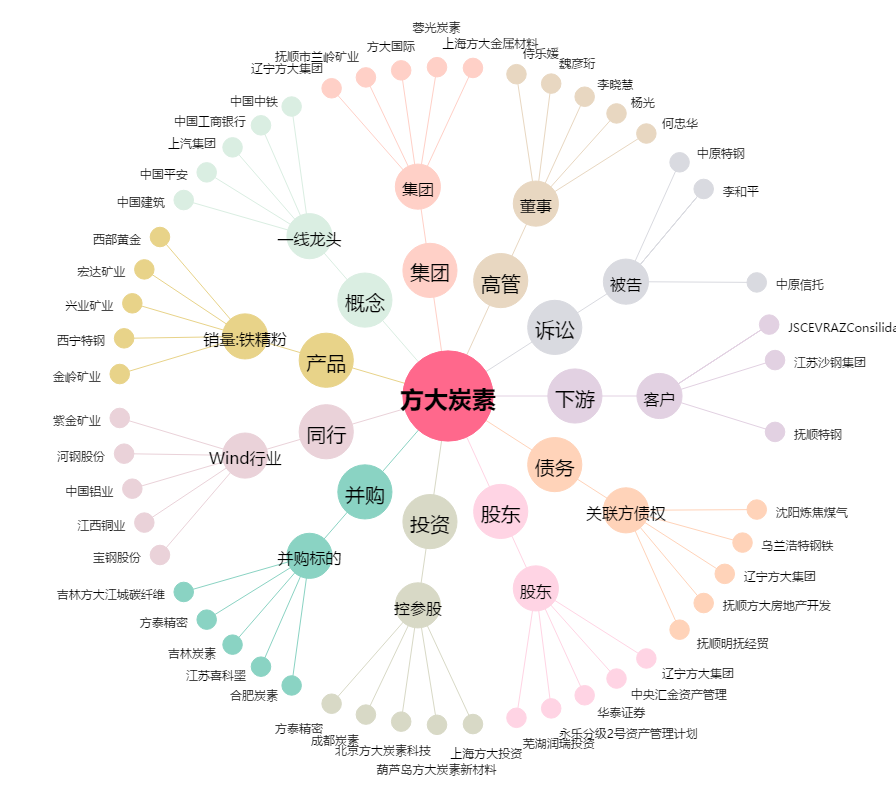 蓉光炭素
方大国际
上海方大金属材料
抚顺市兰岭矿业
辽宁方大集团
侍乐媛
魏彦珩
李晓慧
杨光
何忠华
中国中铁
中国工商银行
上汽集团
中国平安
中国建筑
集团
董事
中原特钢
李和平
一线龙头
集团
高管
被告
中原信托
西部黄金
宏达矿业
兴业矿业
西宁特钢
金岭矿业
销量:铁精粉
概念
产品
诉讼
JSCEVRAZConsilida
江苏沙钢集团
抚顺特钢
方大炭素
下游
客户
紫金矿业
河钢股份
中国铝业
江西铜业
宝钢股份
Wind行业
同行
债务
关联方债权
沈阳炼焦煤气
乌兰浩特钢铁
辽宁方大集团
抚顺方大房地产开发
抚顺明抚经贸
并购
投资
股东
并购标的
控参股
股东
吉林方大江城碳纤维
方泰精密
吉林炭素
江苏喜科墨
合肥炭素
辽宁方大集团
中央汇金资产管理
华泰证券
永乐分级2号资产管理计划
芜湖润瑞投资
方泰精密
成都炭素
北京方大炭素科技
葫芦岛方大炭素新材料
上海方大投资